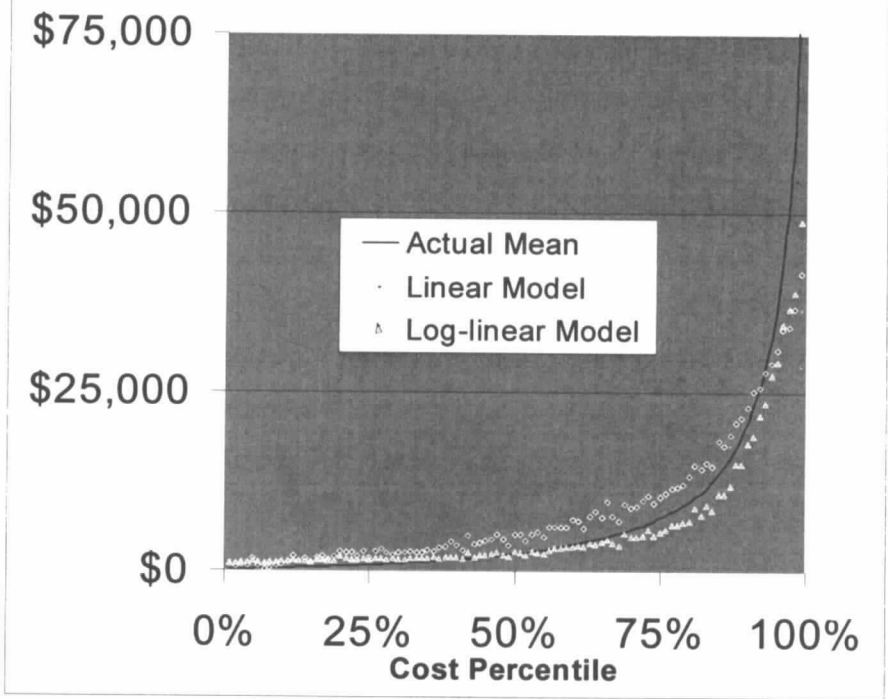 $75,000
$50,000
Actual Mean
Linear Model
Log-linear Model
$25,000
$0
0% 25% 50% 75% 100%
Cost Percentile